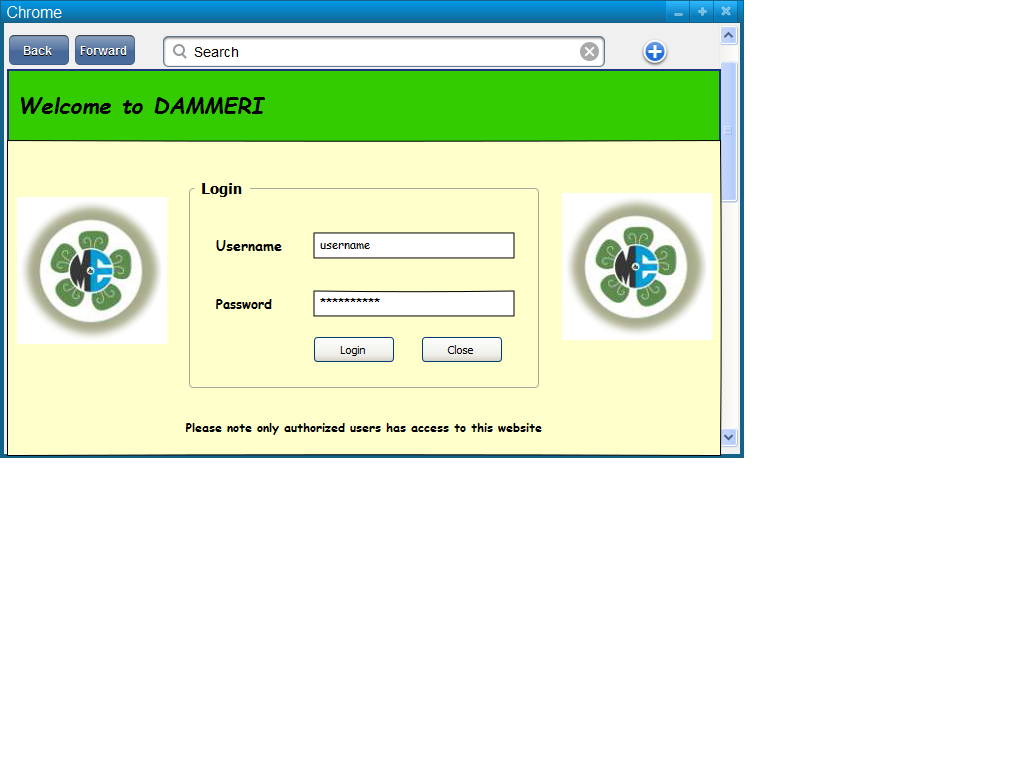 Chrome
Back Forward Search
Welcome to DAMMERI
Login
Username username
Password **********
Login Close
M&E
M&E
Please note only authorized users has access to this website